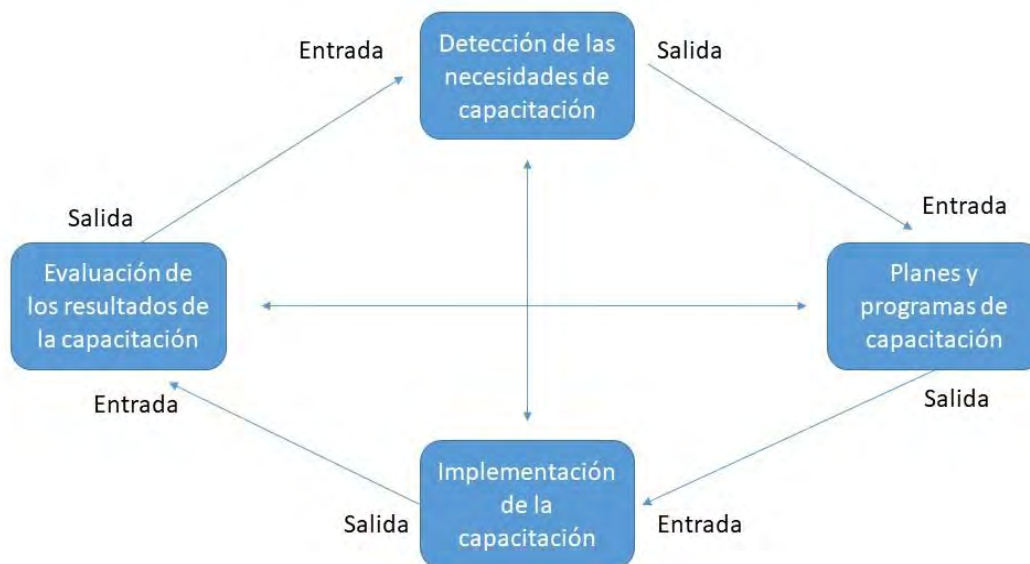 Detección de las
necesidades de
capacitación
Entrada
Salida
Salida
Entrada
Evaluación de
los resultados de
la capacitación
Planes y
programas de
capacitación
Entrada
Salida
Implementación
de la
capacitación
Salida
Entrada